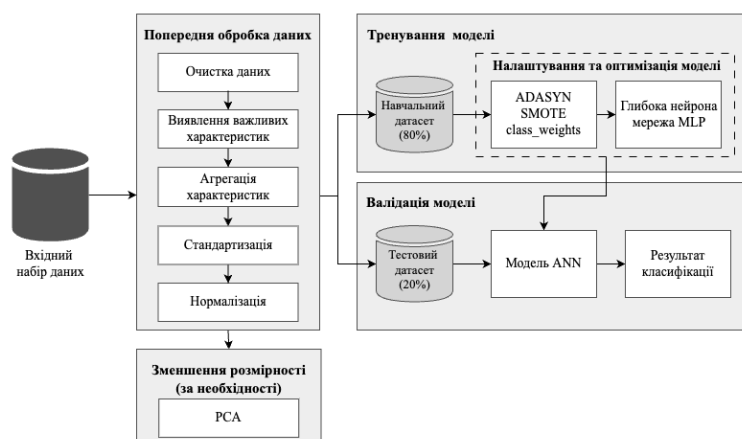 Вхідний
набір даних
Попередня обробка даних
Очистка даних
Виявлення важливих
характеристик
Агрегація
характеристик
Стандартизація
Нормалізація
Зменшення розмірності
(за необхідності)
PCA
Тренування моделі
Навчальний
датасет
(80%)
Налаштування та оптимізація моделі
ADASYN
SMOTE
class_weights
Глибока нейрона
мережа MLP
Валідація моделі
Тестовий
датасет
(20%)
Модель ANN
Результат
класифікації